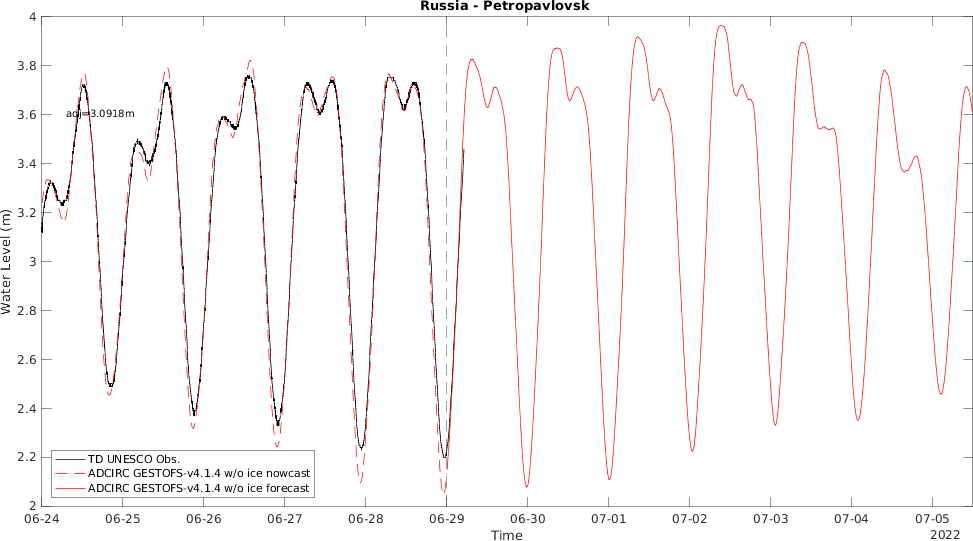 Russia - Petropavlovsk
4
3.8
3.6
3.4
3.2
3
2.8
2.6
2.4
2.2
2
Water Level (m)
adj=3.0918m
TD UNESCO Obs.
ADCIRC GESTOFS-v4.1.4 w/o ice nowcast
ADCIRC GESTOFS-v4.1.4 w/o ice forecast
06-24 06-25 06-26 06-27 06-28 06-29 06-30 07-01 07-02 07-03 07-04 07-05
Time
2022